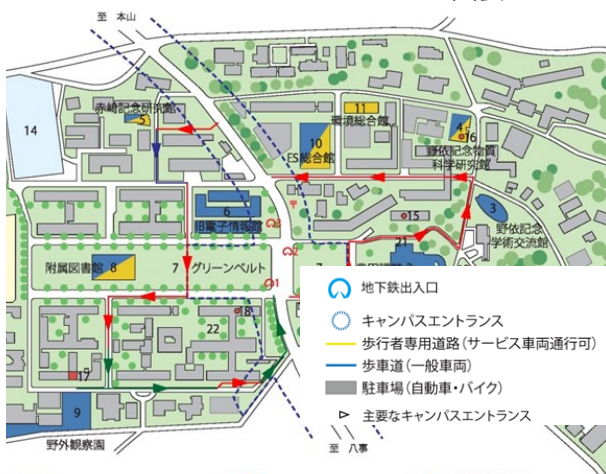 至 本山
赤﨑記念研究館
5
11
環境総合館
4
16
14
10
ES総合館
野依記念物質
科学研究館
6
IB電子情報館
3
2
15
3
野依記念
学術交流館
21
附属図書館 8
7 グリーンベルト
1
地下鉄出入口
キャンパスエントランス
歩行者専用道路(サービス車両通行可)
歩車道(一般車両)
駐車場(自動車・バイク)
主要なキャンパスエントランス
18
22
17
9
野外観察園
至 八事